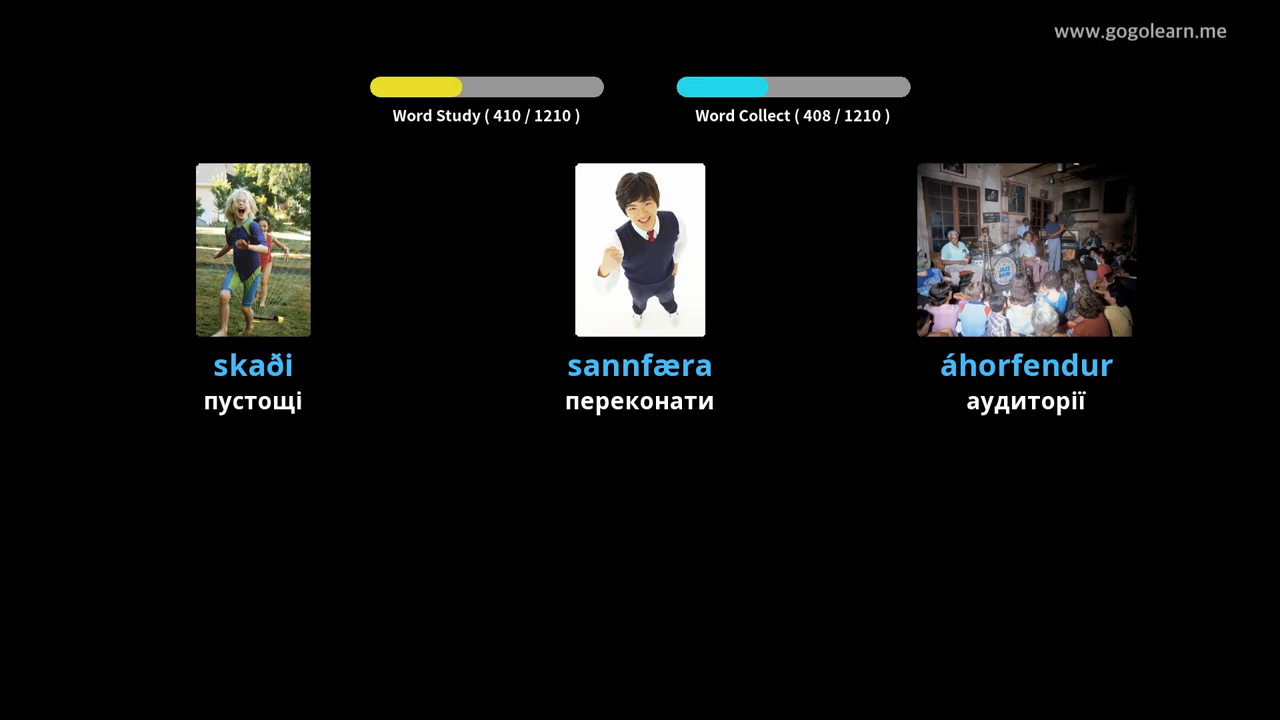 www.gogolearn.me
Word Study ( 410 / 1210 )
Word Collect ( 408 / 1210 )
skaði
sannfæra
áhorfendur
пустощі
переконати
аудиторії